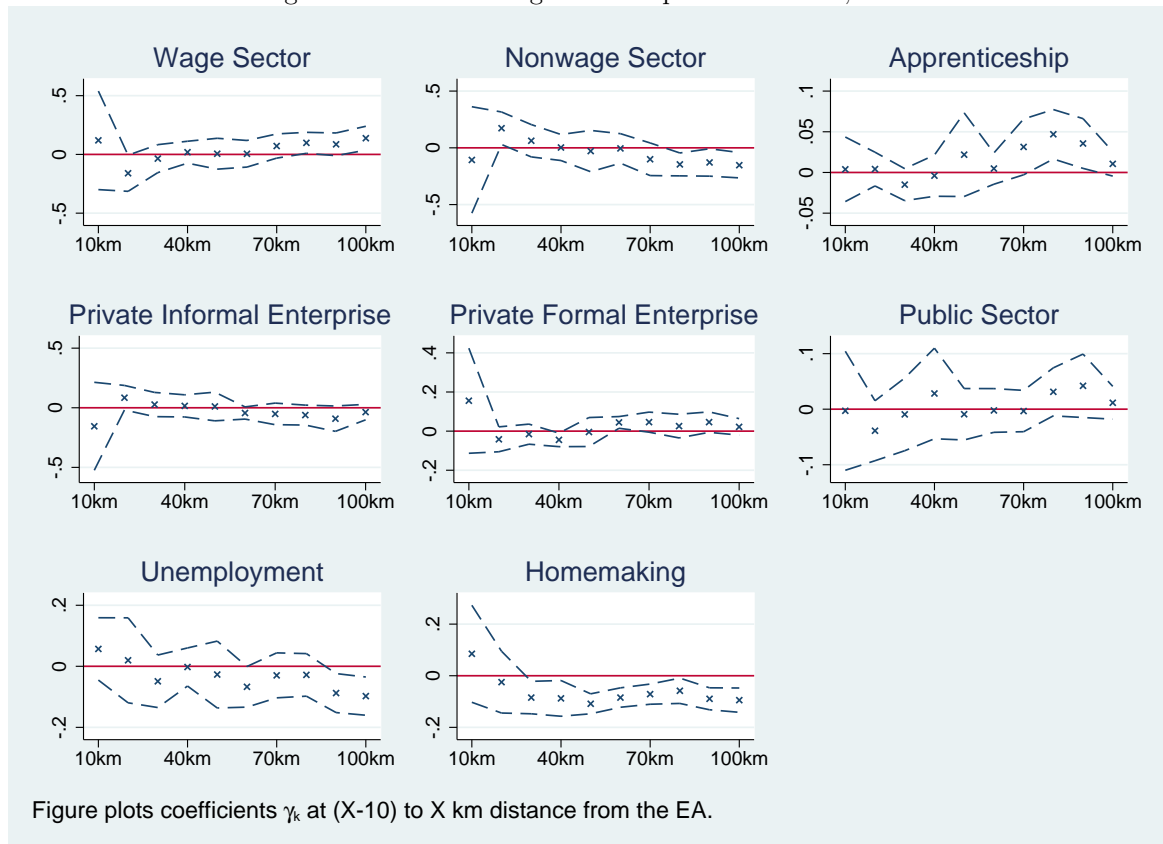 Wage Sector
Nonwage Sector
Apprenticeship
.5
0
-.5
10km 40km 70km 100km
.5
0
-.5
10km 40km 70km 100km
.1
.05
0
-.05
10km 40km 70km 100km
Private Informal Enterprise
Private Formal Enterprise
Public Sector
.5
0
-.5
10km 40km 70km 100km
.4
.2
0
-.2
10km 40km 70km 100km
.1
0
-.1
10km 40km 70km 100km
Unemployment
Homemaking
.2
0
-.2
10km 40km 70km 100km
.2
0
-.2
10km 40km 70km 100km
Figure plots coefficients γk at (X-10) to X km distance from the EA.